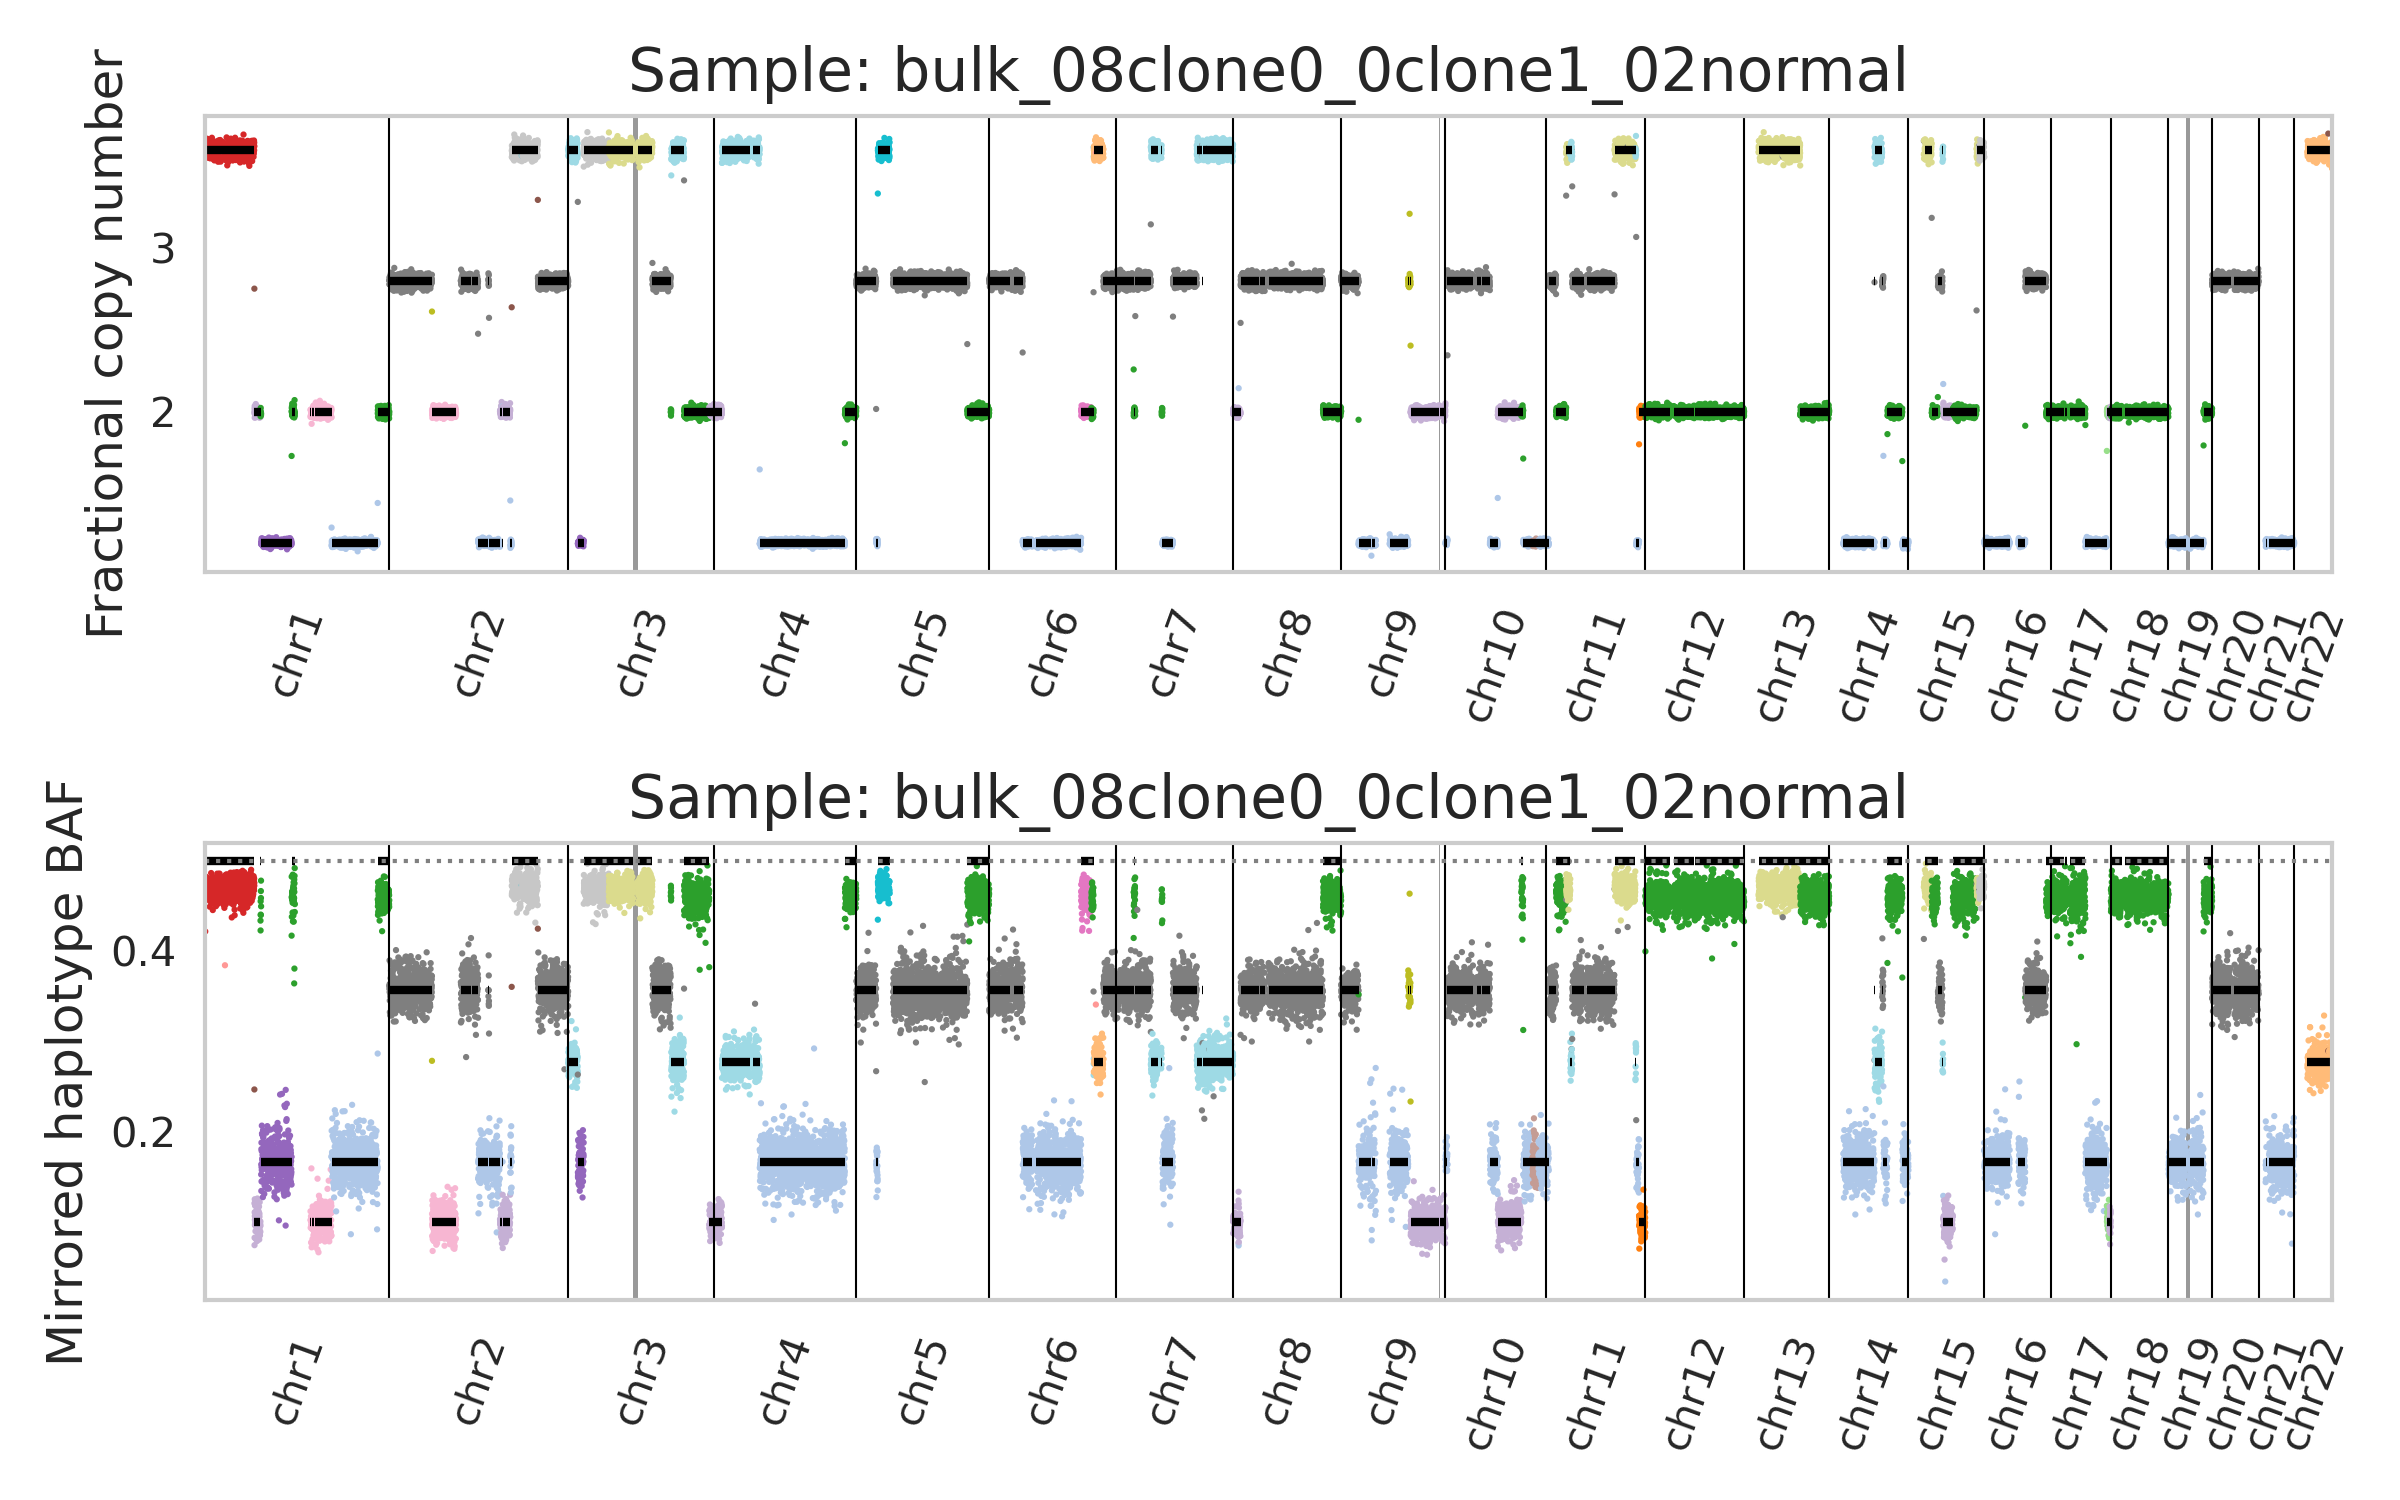 Sample: bulk_08clone0_0clone1_02normal
Fractional copy number
3
2
chr1
chr2
chr3
chr4
chr5
chr6
chr7
chr8
chr9
chr10
chr11
chr12
chr13
chr14
chr15
chr16
chr17
chr18
chr19
chr20
chr21
chr22
Sample: bulk_08clone0_0clone1_02normal
Mirrored haplotype BAF
0.4
0.2
chr1
chr2
chr3
chr4
chr5
chr6
chr7
chr8
chr9
chr10
chr11
chr12
chr13
chr14
chr15
chr16
chr17
chr18
chr19
chr20
chr21
chr22